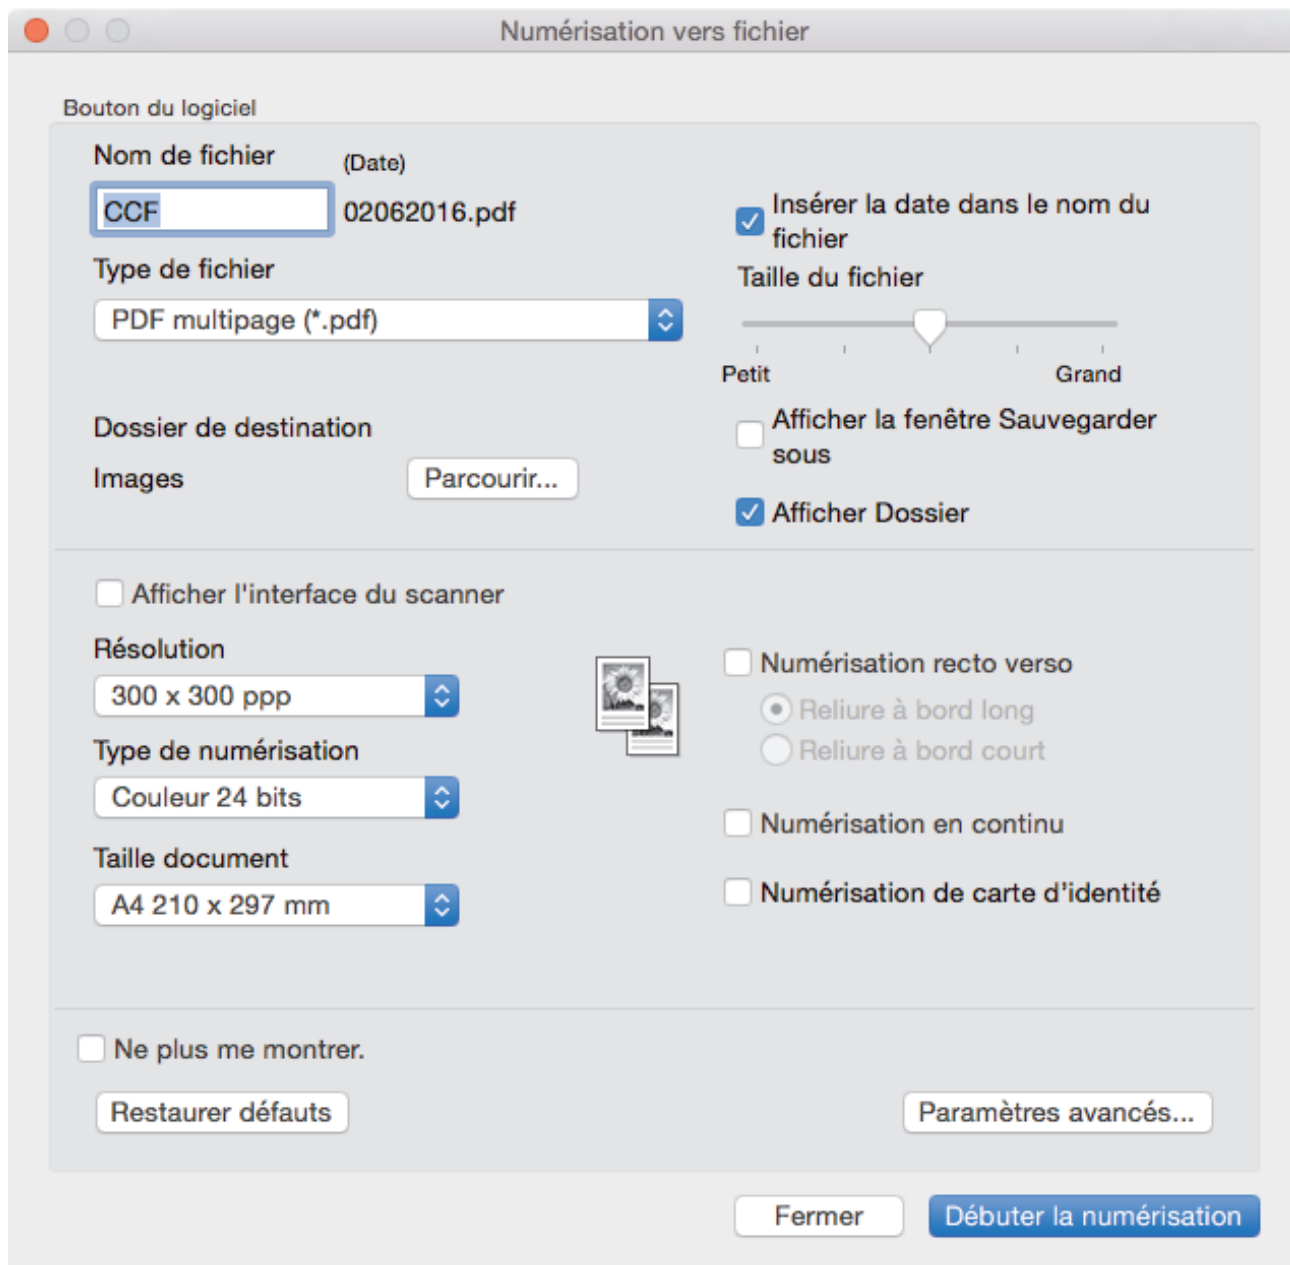 Numérisation vers fichier
Bouton du logiciel
Nom de fichier
(Date)
CCF
02062016.pdf
Insérer la date dans le nom du
fichier
Type de fichier
PDF multipage (*.pdf)
Taille du fichier
Petit
Grand
Dossier de destination
Images
Parcourir...
Afficher la fenêtre Sauvegarder
sous
Afficher Dossier
Afficher l'interface du scanner
Résolution
300 x 300 ppp
Type de numérisation
Couleur 24 bits
Taille document
A4 210 x 297 mm
Numérisation recto verso
Reliure à bord long
Reliure à bord court
Numérisation en continu
Numérisation de carte d’identité
Ne plus me montrer.
Restaurer défauts
Paramètres avancés...
Fermer
Débuter la numérisation